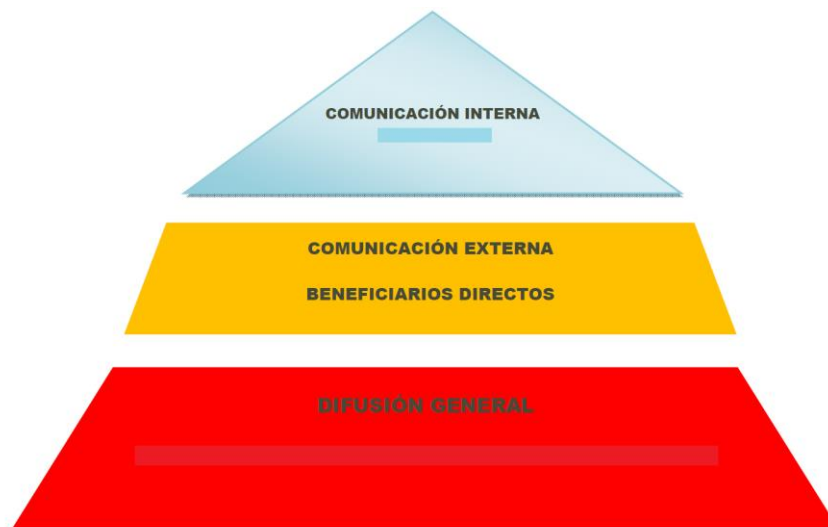 COMUNICACIÓN INTERNA
COMUNICACIÓN EXTERNA
BENEFICIARIOS DIRECTOS
DIFUSIÓN GENERAL